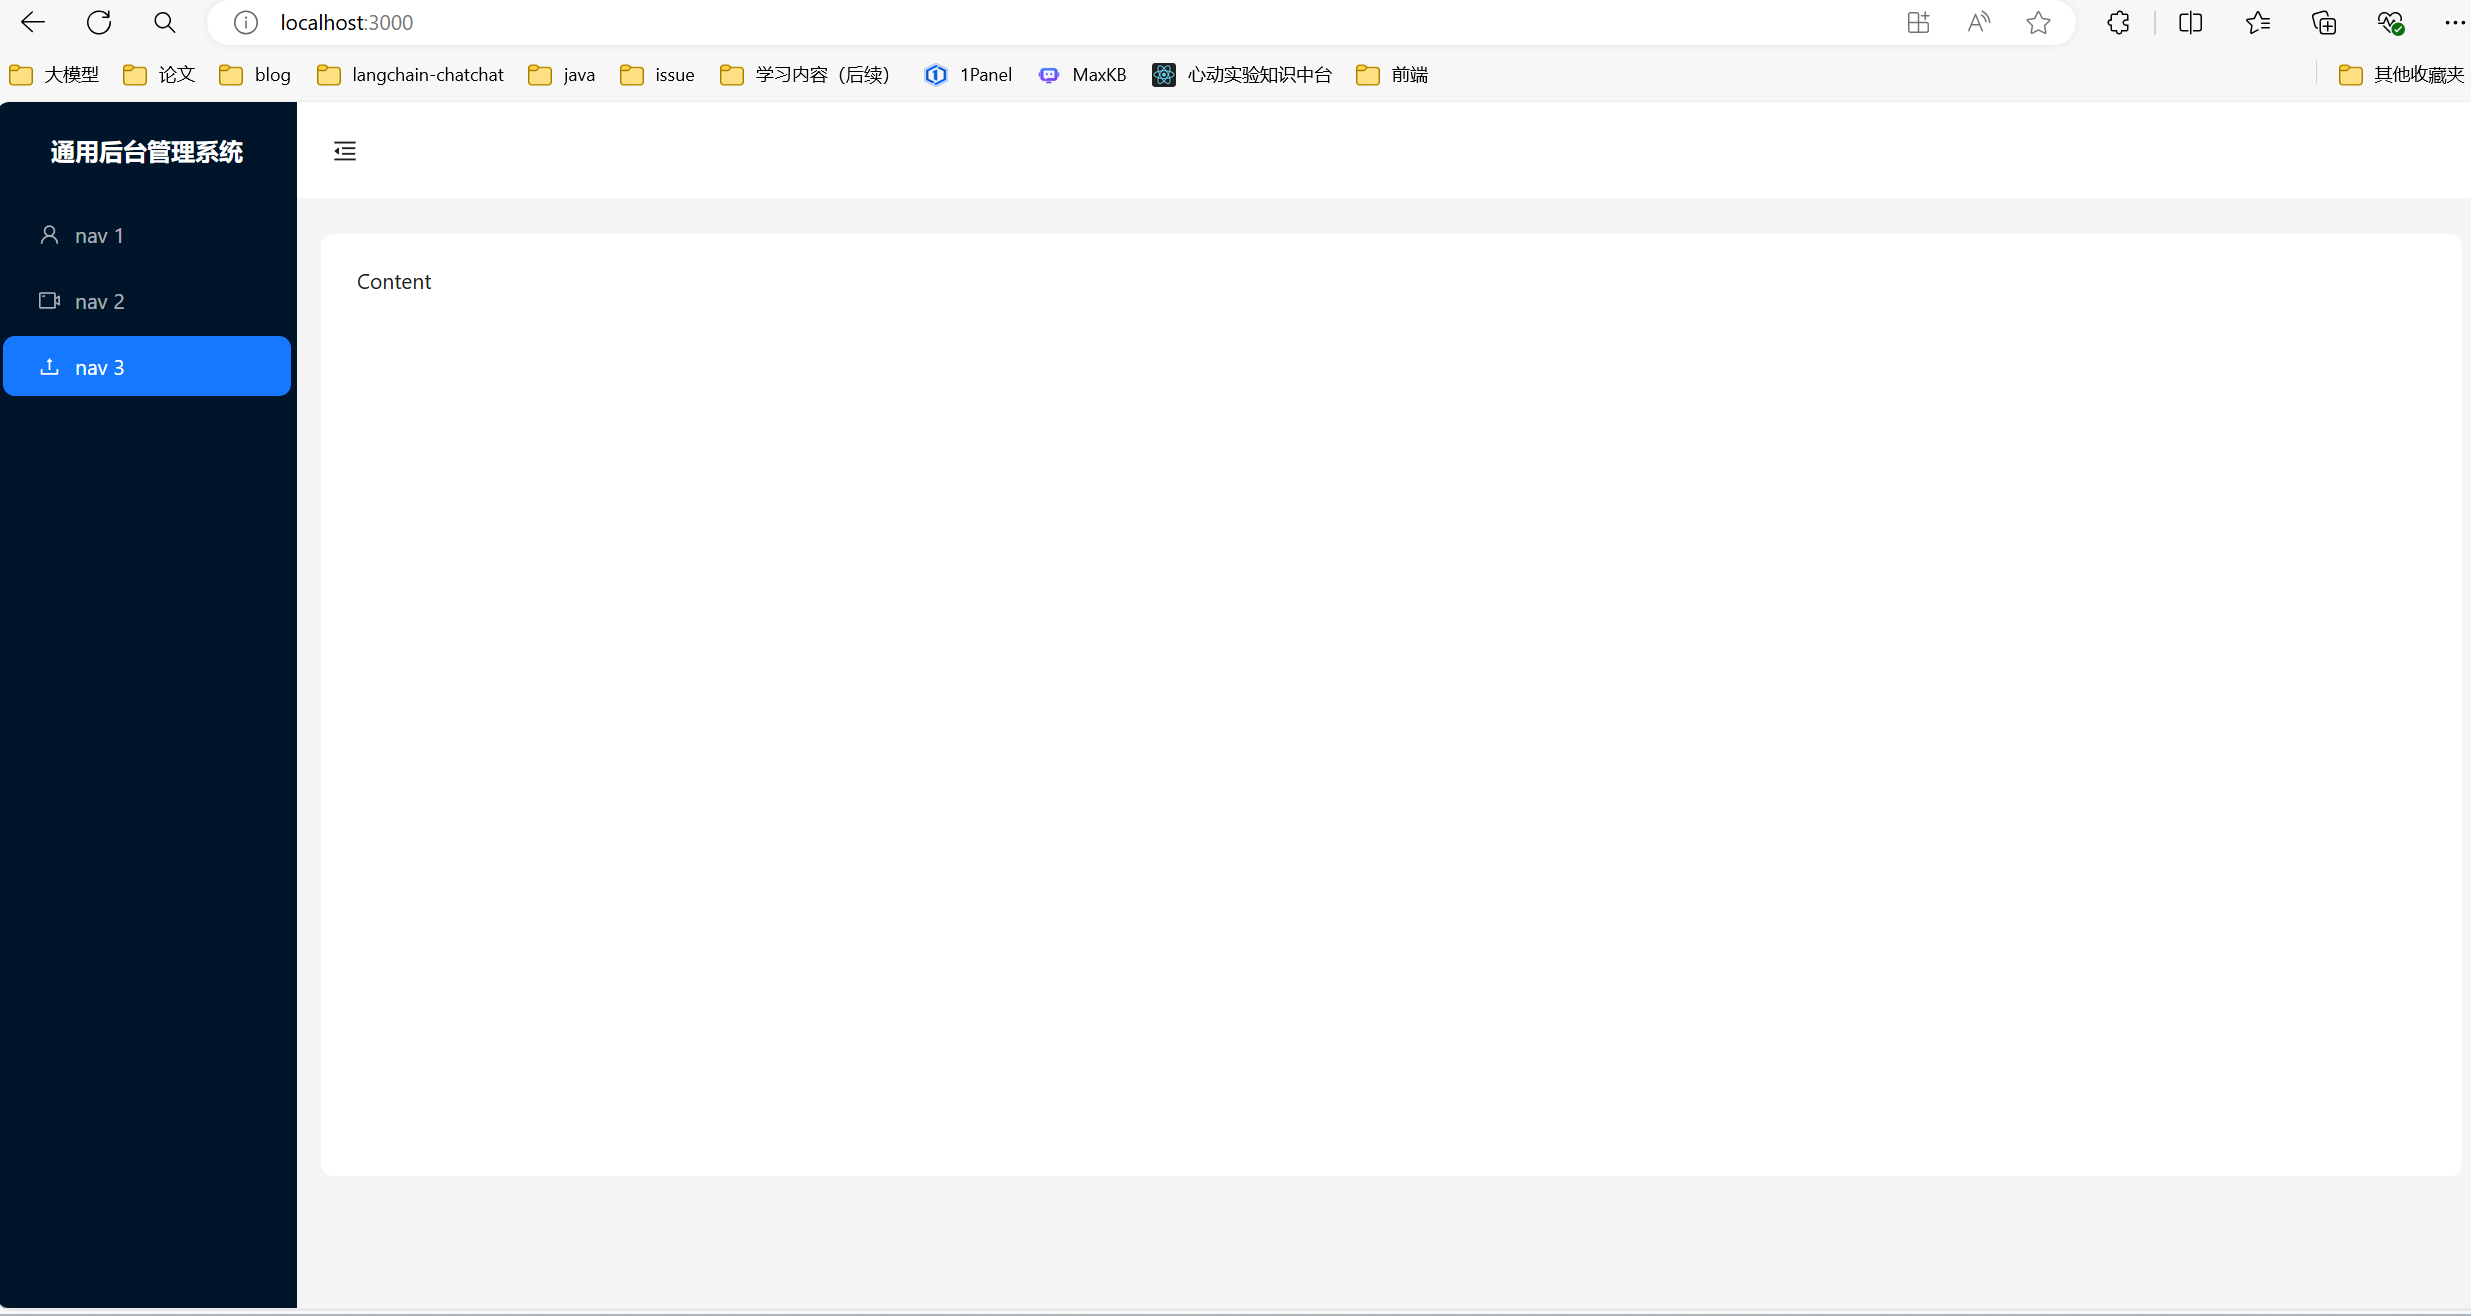 localhost:3000
大模型 论文 blog langchain-chatchat java issue 学习内容（后续） 1Panel MaxKB 心动实验知识中台 前端 其他收藏夹
通用后台管理系统
nav 1
nav 2
nav 3
Content